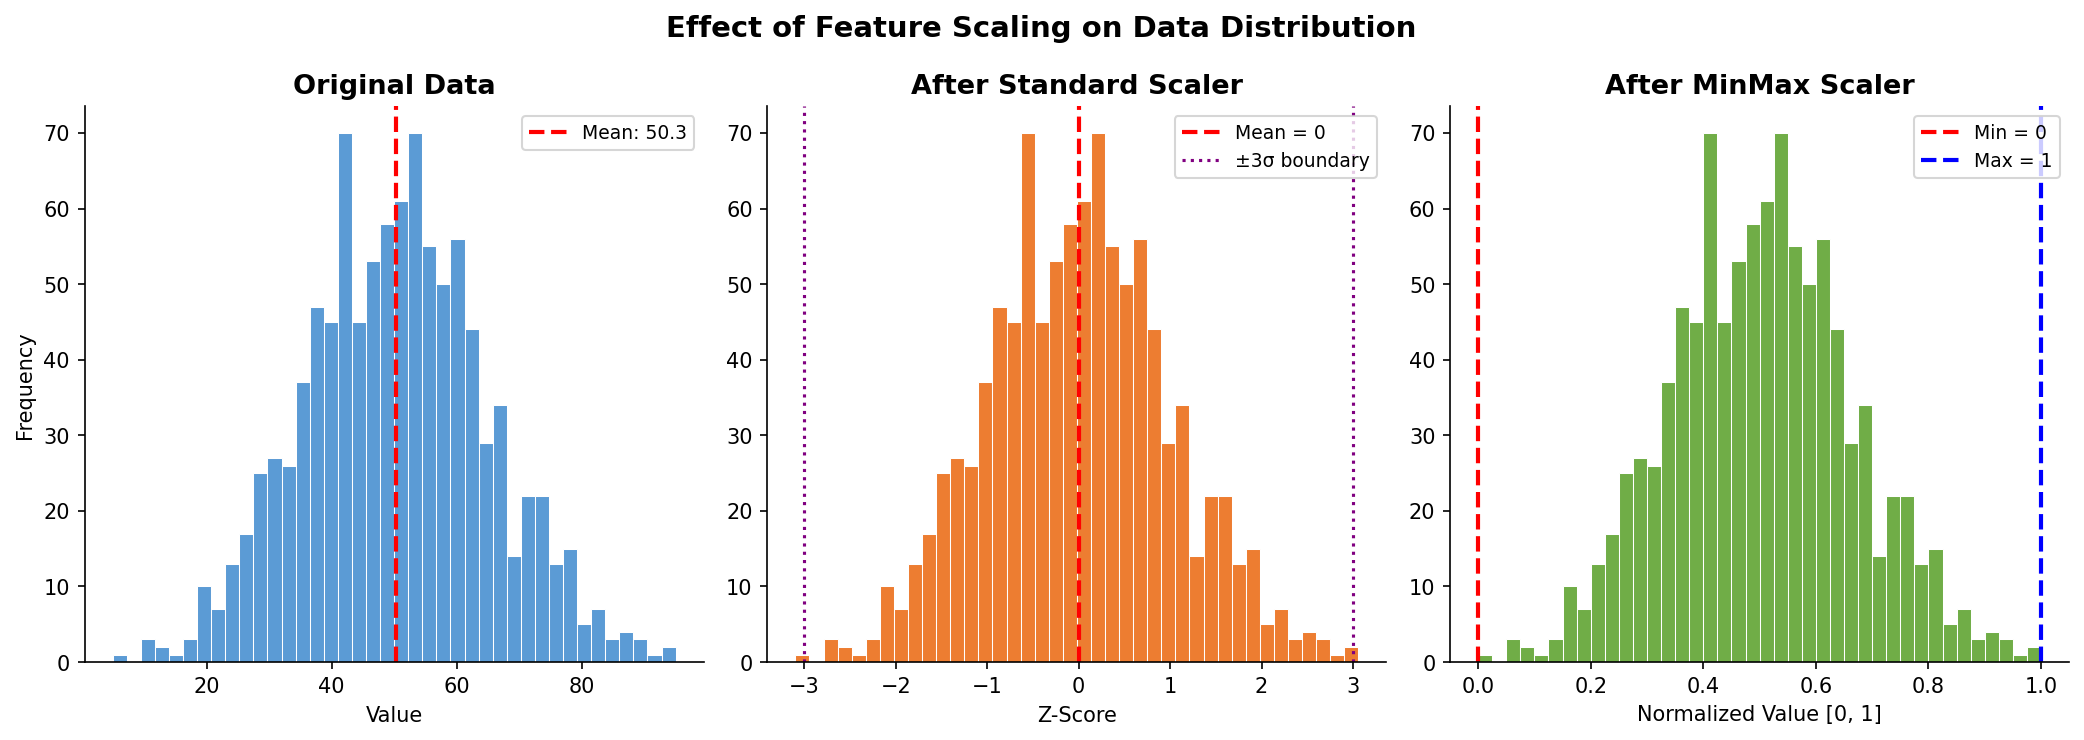 Effect of Feature Scaling on Data Distribution
Original Data
Mean: 50.3
Frequency
70
60
50
40
30
20
10
0
20 40 60 80
Value
After Standard Scaler
Mean = 0
±3σ boundary
70
60
50
40
30
20
10
0
−3 −2 −1 0 1 2 3
Z-Score
After MinMax Scaler
Min = 0
Max = 1
70
60
50
40
30
20
10
0
0.0 0.2 0.4 0.6 0.8 1.0
Normalized Value [0, 1]